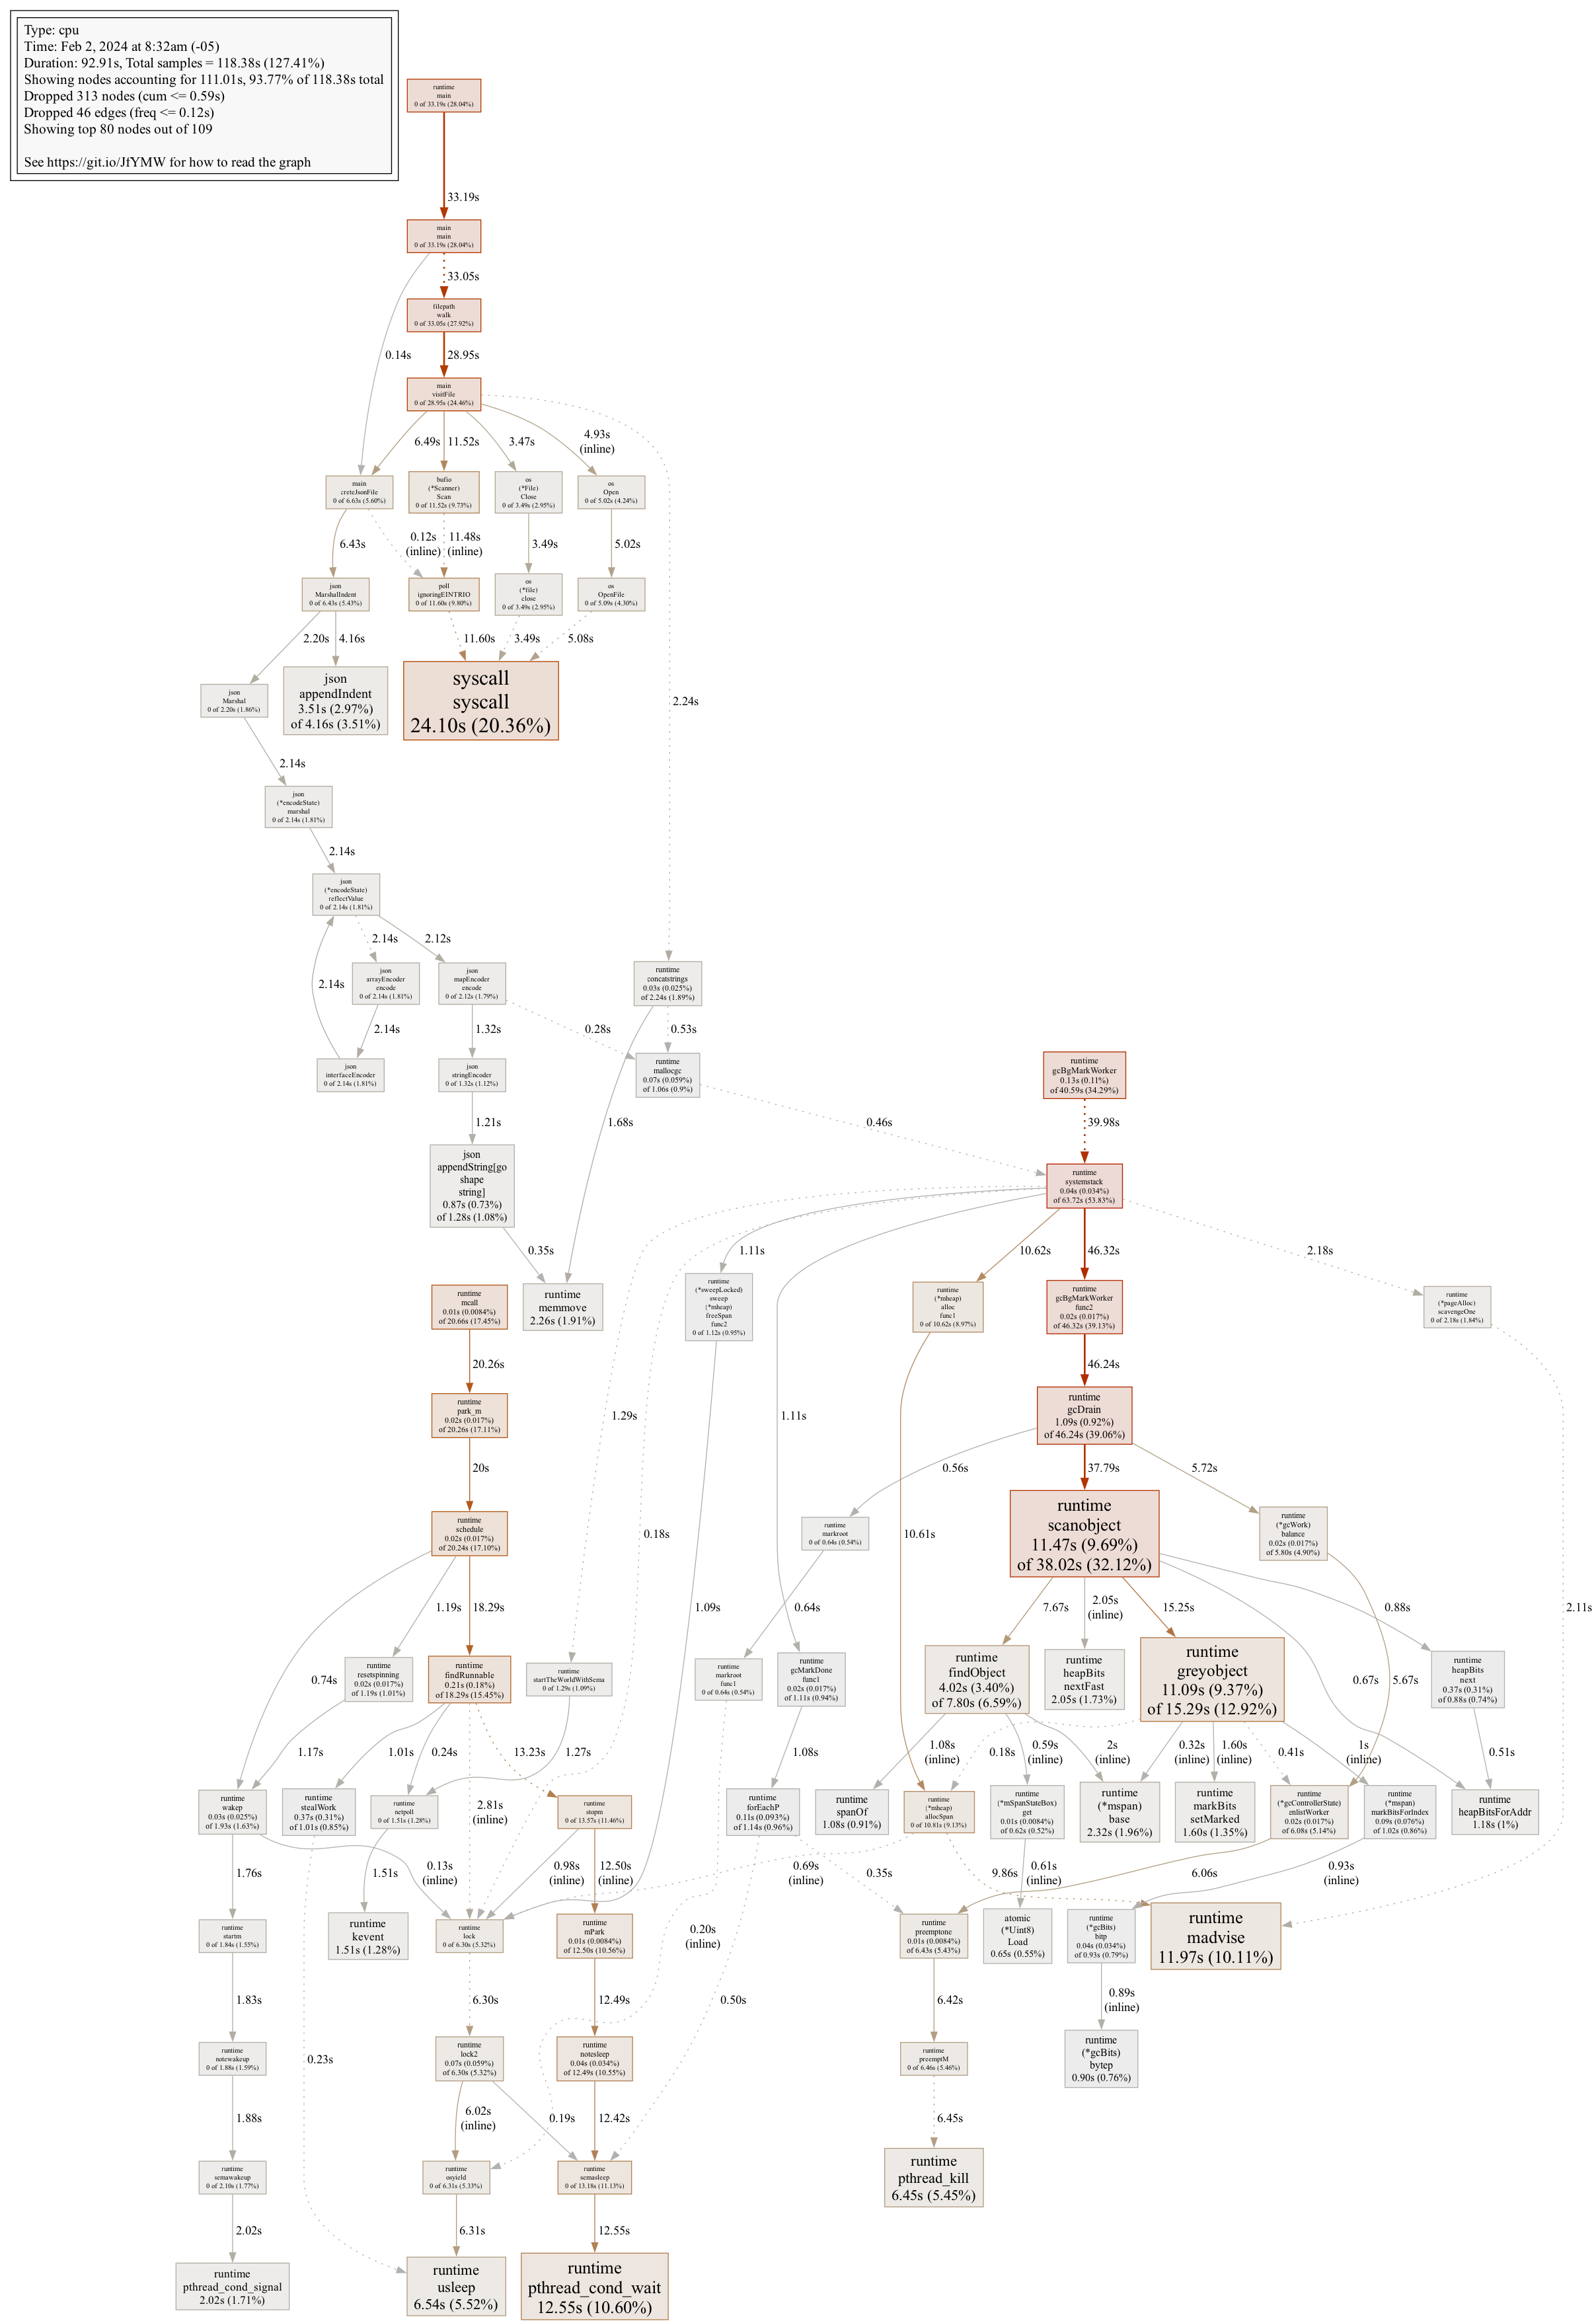 Type: cpu
Time: Feb 2, 2024 at 8:32am (-05)
Duration: 92.91s, Total samples = 118.38s (127.41%)
Showing nodes accounting for 111.01s, 93.77% of 118.38s total
Dropped 313 nodes (cum <= 0.59s)
Dropped 46 edges (freq <= 0.12s)
Showing top 80 nodes out of 109
See https://git.io/JfYMW for how to read the graph
runtime
main
0 of 33.19s (28.04%)
33.19s
main
main
0 of 33.19s (28.04%)
33.05s
filepath
walk
0 of 33.05s (27.92%)
0.14s
28.95s
main
visitFile
0 of 28.95s (24.46%)
6.49s
11.52s
3.47s
4.93s
(inline)
main
creteJsonFile
0 of 6.63s (5.60%)
bufio
(*Scanner)
Scan
0 of 11.52s (9.73%)
os
(*File)
Close
0 of 3.49s (2.95%)
os
Open
0 of 5.02s (4.24%)
6.43s
0.12s
(inline)
11.48s
(inline)
3.49s
5.02s
json
MarshalIndent
0 of 6.43s (5.43%)
poll
ignoringEINTRIO
0 of 11.60s (9.80%)
os
(*file)
close
0 of 3.49s (2.95%)
os
OpenFile
0 of 5.09s (4.30%)
2.20s
4.16s
11.60s
3.49s
5.08s
json
Marshal
0 of 2.20s (1.86%)
json
appendIndent
3.51s (2.97%)
of 4.16s (3.51%)
syscall
syscall
24.10s (20.36%)
2.24s
2.14s
json
(*encodeState)
marshal
0 of 2.14s (1.81%)
2.14s
json
(*encodeState)
reflectValue
0 of 2.14s (1.81%)
2.14s
2.12s
2.14s
json
arrayEncoder
encode
0 of 2.14s (1.81%)
json
mapEncoder
encode
0 of 2.12s (1.79%)
runtime
concatstrings
0.03s (0.025%)
of 2.24s (1.89%)
2.14s
1.32s
0.28s
0.53s
json
interfaceEncoder
0 of 2.14s (1.81%)
json
stringEncoder
0 of 1.32s (1.12%)
runtime
mallocgc
0.07s (0.059%)
of 1.06s (0.9%)
runtime
gcBgMarkWorker
0.13s (0.11%)
of 40.59s (34.29%)
1.21s
1.68s
0.46s
39.98s
json
appendString[go
shape
string]
0.87s (0.73%)
of 1.28s (1.08%)
runtime
systemstack
0.04s (0.034%)
of 63.72s (53.83%)
0.35s
1.11s
10.62s
46.32s
2.18s
runtime
mcall
0.01s (0.0084%)
of 20.66s (17.45%)
runtime
memmove
2.26s (1.91%)
runtime
(*sweepLocked)
sweep
(*mheap)
freeSpan
func2
0 of 1.12s (0.95%)
runtime
(*mheap)
alloc
func1
0 of 10.62s (8.97%)
runtime
gcBgMarkWorker
func2
0.02s (0.017%)
of 46.32s (39.13%)
runtime
(*pageAlloc)
scavengeOne
0 of 2.18s (1.84%)
20.26s
46.24s
runtime
park_m
0.02s (0.017%)
of 20.26s (17.11%)
1.29s
1.11s
runtime
gcDrain
1.09s (0.92%)
of 46.24s (39.06%)
20s
0.56s
37.79s
5.72s
runtime
schedule
0.02s (0.017%)
of 20.24s (17.10%)
0.18s
runtime
markroot
0 of 0.64s (0.54%)
10.61s
runtime
scanobject
11.47s (9.69%)
of 38.02s (32.12%)
runtime
(*gcWork)
balance
0.02s (0.017%)
of 5.80s (4.90%)
0.74s
1.19s
18.29s
1.09s
0.64s
7.67s
2.05s
(inline)
15.25s
0.88s
2.11s
runtime
resetspinning
0.02s (0.017%)
of 1.19s (1.01%)
runtime
findRunnable
0.21s (0.18%)
of 18.29s (15.45%)
runtime
startTheWorldWithSema
0 of 1.29s (1.09%)
runtime
markroot
func1
0 of 0.64s (0.54%)
runtime
gcMarkDone
func1
0.02s (0.017%)
of 1.11s (0.94%)
runtime
findObject
4.02s (3.40%)
of 7.80s (6.59%)
runtime
heapBits
nextFast
2.05s (1.73%)
runtime
greyobject
11.09s (9.37%)
of 15.29s (12.92%)
0.67s
5.67s
runtime
heapBits
next
0.37s (0.31%)
of 0.88s (0.74%)
1.17s
1.01s
0.24s
13.23s
1.27s
1.08s
1.08s
(inline)
0.18s
0.59s
(inline)
2s
(inline)
0.32s
(inline)
1.60s
(inline)
0.41s
1s
(inline)
0.51s
runtime
wakep
0.03s (0.025%)
of 1.93s (1.63%)
runtime
stealWork
0.37s (0.31%)
of 1.01s (0.85%)
runtime
netpoll
0 of 1.51s (1.28%)
2.81s
(inline)
runtime
stopm
0 of 13.57s (11.46%)
runtime
forEachP
0.11s (0.093%)
of 1.14s (0.96%)
runtime
spanOf
1.08s (0.91%)
runtime
(*mheap)
allocSpan
0 of 10.81s (9.13%)
runtime
(*mSpanStateBox)
get
0.01s (0.0084%)
of 0.62s (0.52%)
runtime
(*mspan)
base
2.32s (1.96%)
runtime
markBits
setMarked
1.60s (1.35%)
runtime
(*gcControllerState)
enlistWorker
0.02s (0.017%)
of 6.08s (5.14%)
runtime
(*mspan)
markBitsForIndex
0.09s (0.076%)
of 1.02s (0.86%)
runtime
heapBitsForAddr
1.18s (1%)
1.76s
1.51s
0.13s
(inline)
0.98s
(inline)
12.50s
(inline)
0.69s
(inline)
0.35s
9.86s
0.61s
(inline)
6.06s
0.93s
(inline)
runtime
startm
0 of 1.84s (1.55%)
runtime
kevent
1.51s (1.28%)
runtime
lock
0 of 6.30s (5.32%)
runtime
mPark
0.01s (0.0084%)
of 12.50s (10.56%)
0.20s
(inline)
runtime
preemptone
0.01s (0.0084%)
of 6.43s (5.43%)
atomic
(*Uint8)
Load
0.65s (0.55%)
runtime
(*gcBits)
bitp
0.04s (0.034%)
of 0.93s (0.79%)
runtime
madvise
11.97s (10.11%)
1.83s
6.30s
12.49s
0.50s
6.42s
0.89s
(inline)
runtime
notewakeup
0 of 1.88s (1.59%)
runtime
lock2
0.07s (0.059%)
of 6.30s (5.32%)
runtime
notesleep
0.04s (0.034%)
of 12.49s (10.55%)
runtime
preemptM
0 of 6.46s (5.46%)
runtime
(*gcBits)
bytep
0.90s (0.76%)
0.23s
1.88s
6.02s
(inline)
0.19s
12.42s
6.45s
runtime
semawakeup
0 of 2.10s (1.77%)
runtime
osyield
0 of 6.31s (5.33%)
runtime
semasleep
0 of 13.18s (11.13%)
runtime
pthread_kill
6.45s (5.45%)
2.02s
6.31s
12.55s
runtime
pthread_cond_signal
2.02s (1.71%)
runtime
usleep
6.54s (5.52%)
runtime
pthread_cond_wait
12.55s (10.60%)